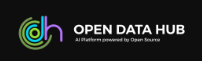 OPEN DATA HUB
AI Platform powered by Open Source